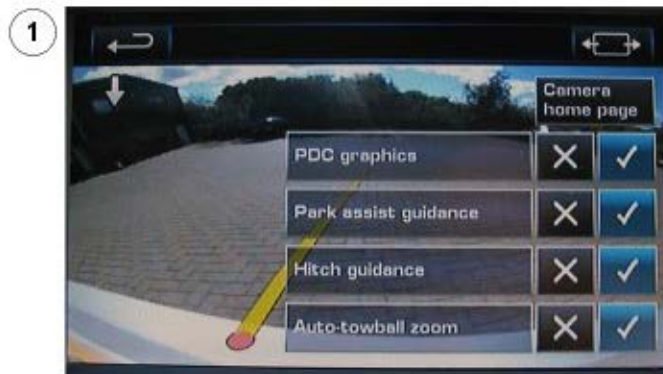 1
Camera
home page
PDC graphics
Park assist guidance
Hitch guidance
Auto-towball zoom